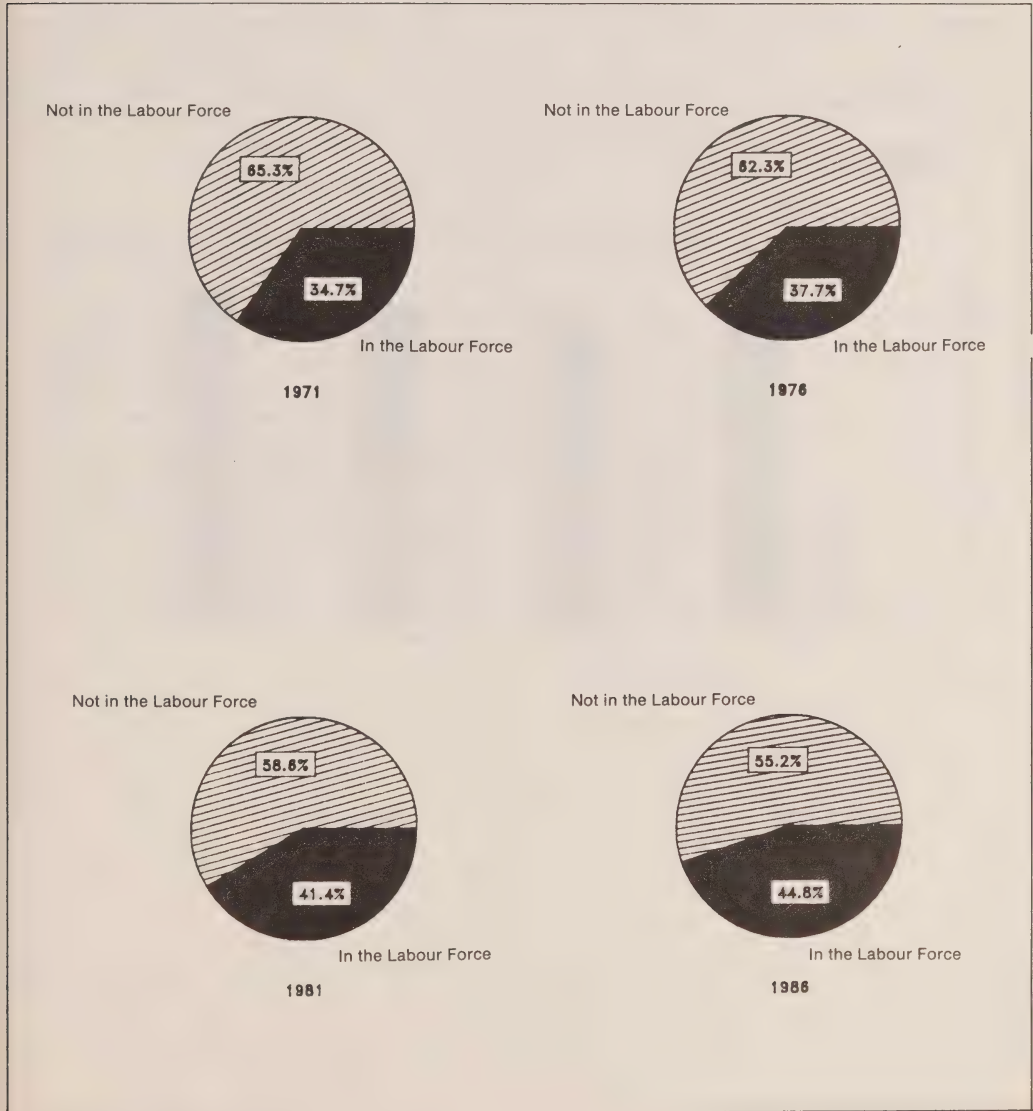 Not in the Labour Force
65.3%
34.7%
In the Labour Force
1971
Not in the Labour Force
62.3%
37.7%
In the Labour Force
1976
Not in the Labour Force
58.6%
41.4%
In the Labour Force
1981
Not in the Labour Force
55.2%
44.8%
In the Labour Force
1986